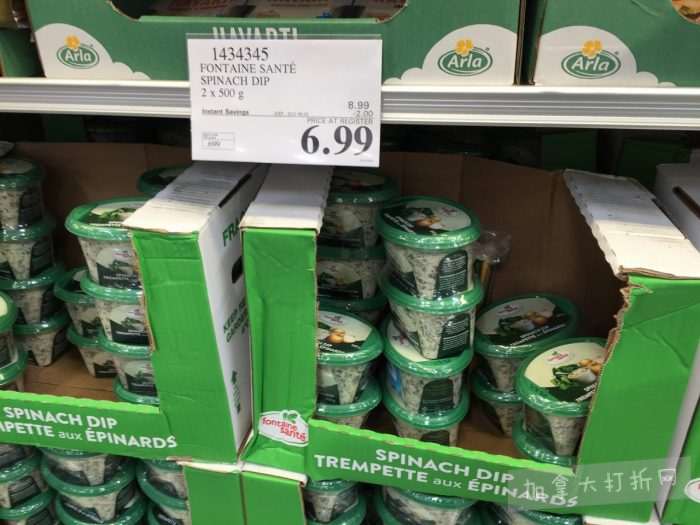 Arla
HAVARTI
Arla
Arla
1434345
FONTAINE SANTÉ
SPINACH DIP
2 x 500 g
8.99
Instant Savings
-2.00
PRICE AT REGISTER
6.99
SPINACH DIP
TREMPETTE aux ÉPINARDS
fontaine
santé
SPINACH DIP
TREMPETTE aux ÉPINARDS
加拿大打折网